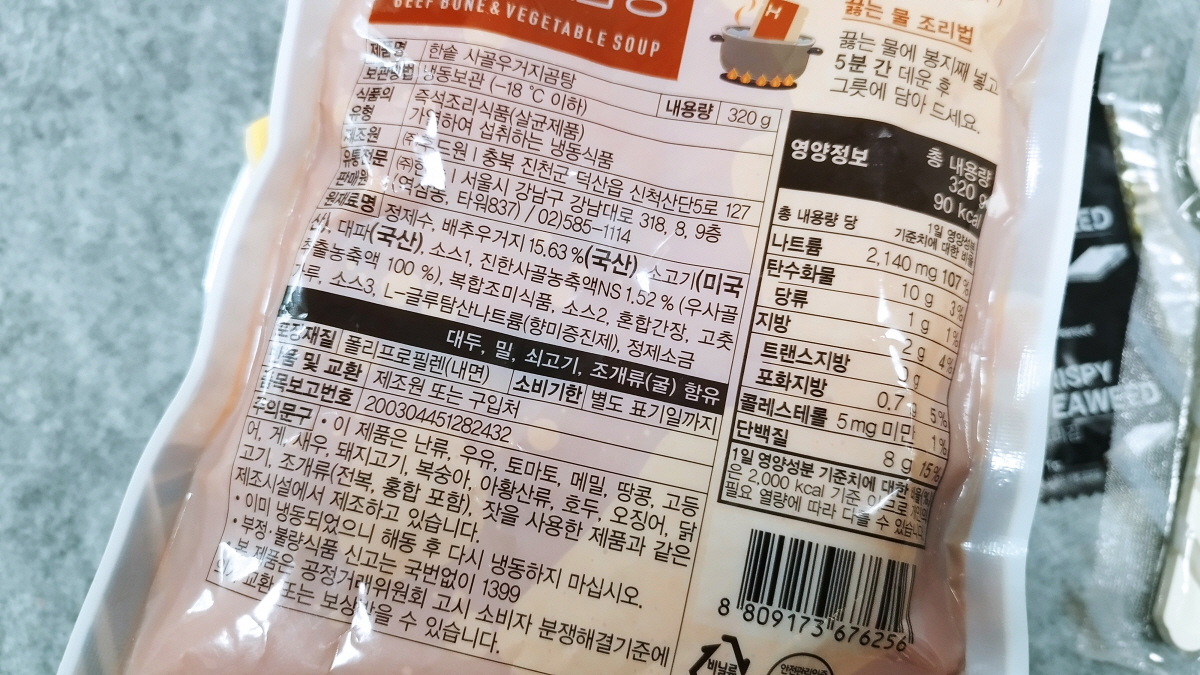 BEEF BONE & VEGETABLE SOUP
H
끓는 물 조리법
끓는 물에 봉지째 넣고
5분 간 데운 후
그릇에 담아 드세요.
제품명 한솥 사골우거지곰탕
보관방법 냉동보관 (-18 ℃ 이하) 내용량 320 g
식품의 유형 즉석조리식품(살균제품)
가열하여 섭취하는 냉동식품
제조원 충북 진천군 덕산읍 신척산단5로 127
유통전문 판매원 서울시 강남구 강남대로 318, 8, 9층
(역삼동, 타워837) / 02)585-1114
원재료명 정제수, 배추우거지 15.63 %(국산), 소고기(미국
산), 대파(국산), 소스1, 진한사골농축액NS 1.52 % (우사골
추출농축액 100 %), 복합조미식품, 소스2, 혼합간장, 고춧
가루, 소스3, L-글루탐산나트륨(향미증진제), 정제소금
대두, 밀, 쇠고기, 조개류(굴) 함유
포장재질 폴리프로필렌(내면) 소비기한 별도 표기일까지
반품 및 교환 제조원 또는 구입처
품목보고번호 2003044512824​32
주의문구 • 이 제품은 난류, 우유, 토마토, 메밀, 땅콩, 고등
어, 게, 새우, 돼지고기, 복숭아, 아황산류, 호두, 오징어, 닭
고기, 조개류(전복, 홍합 포함), 잣을 사용한 제품과 같은
제조시설에서 제조하고 있습니다.
• 이미 냉동되었으니 해동 후 다시 냉동하지 마십시오.
• 부정·불량식품 신고는 국번없이 1399
• 본 제품은 공정거래위원회 고시 소비자 분쟁해결기준에
교환 또는 보상받을 수 있습니다.
영양정보 총 내용량
320 g
90 kcal
총 내용량 당 1일 영양성분
기준치에 대한 비율
나트륨 2,140 mg 107 %
탄수화물 10 g 3 %
당류 1 g 1 %
지방 2 g 4 %
트랜스지방 g
포화지방 0.7 g 5 %
콜레스테롤 5 mg 미만 1 %
단백질 8 g 15 %
1일 영양성분 기준치에 대한
은 2,000 kcal 기준
필요 열량에 따라 다를 수 있습니다.
8 809173 676256
비닐류
안전관리인증